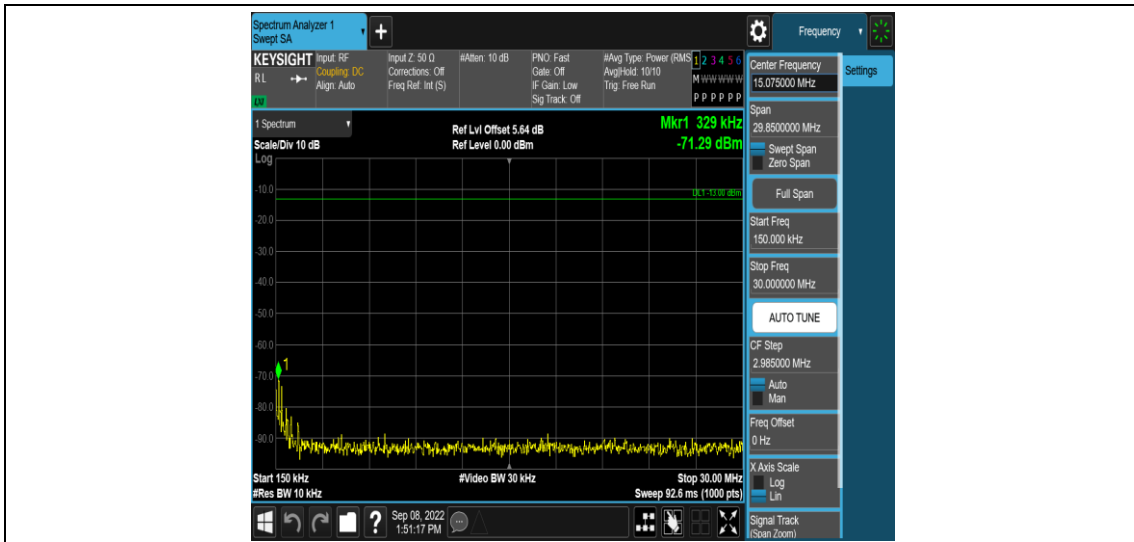 Spectrum Analyzer 1
Swept SA
+
Frequency
KEYSIGHT
RL
LM
Input: RF
Coupling: DC
Align: Auto
Input Z: 50 Ω
Corrections: Off
Freq Ref: Int (S)
#Atten: 10 dB
PNO: Fast
Gate: Off
IF Gain: Low
Sig Track: Off
#Avg Type: Power (RMS
Avg|Hold: 10/10
Trig: Free Run
1 2 3 4 5 6
M W W W W W
P P P P P P
1 Spectrum
Scale/Div 10 dB
Log
Ref Lvl Offset 5.64 dB
Ref Level 0.00 dBm
Mkr1 329 kHz
-71.29 dBm
DL1 -13.00 dBm
-10.0
-20.0
-30.0
-40.0
-50.0
-60.0
-70.0
-80.0
-90.0
1
Start 150 kHz
#Res BW 10 kHz
#Video BW 30 kHz
Stop 30.00 MHz
Sweep 92.6 ms (1000 pts)
?
Sep 08, 2022
1:51:17 PM
Center Frequency
15.075000 MHz
Settings
Span
29.8500000 MHz
Swept Span
Zero Span
Full Span
Start Freq
150.000 kHz
Stop Freq
30.000000 MHz
AUTO TUNE
CF Step
2.985000 MHz
Auto
Man
Freq Offset
0 Hz
X Axis Scale
Log
Lin
Signal Track
(Span Zoom)